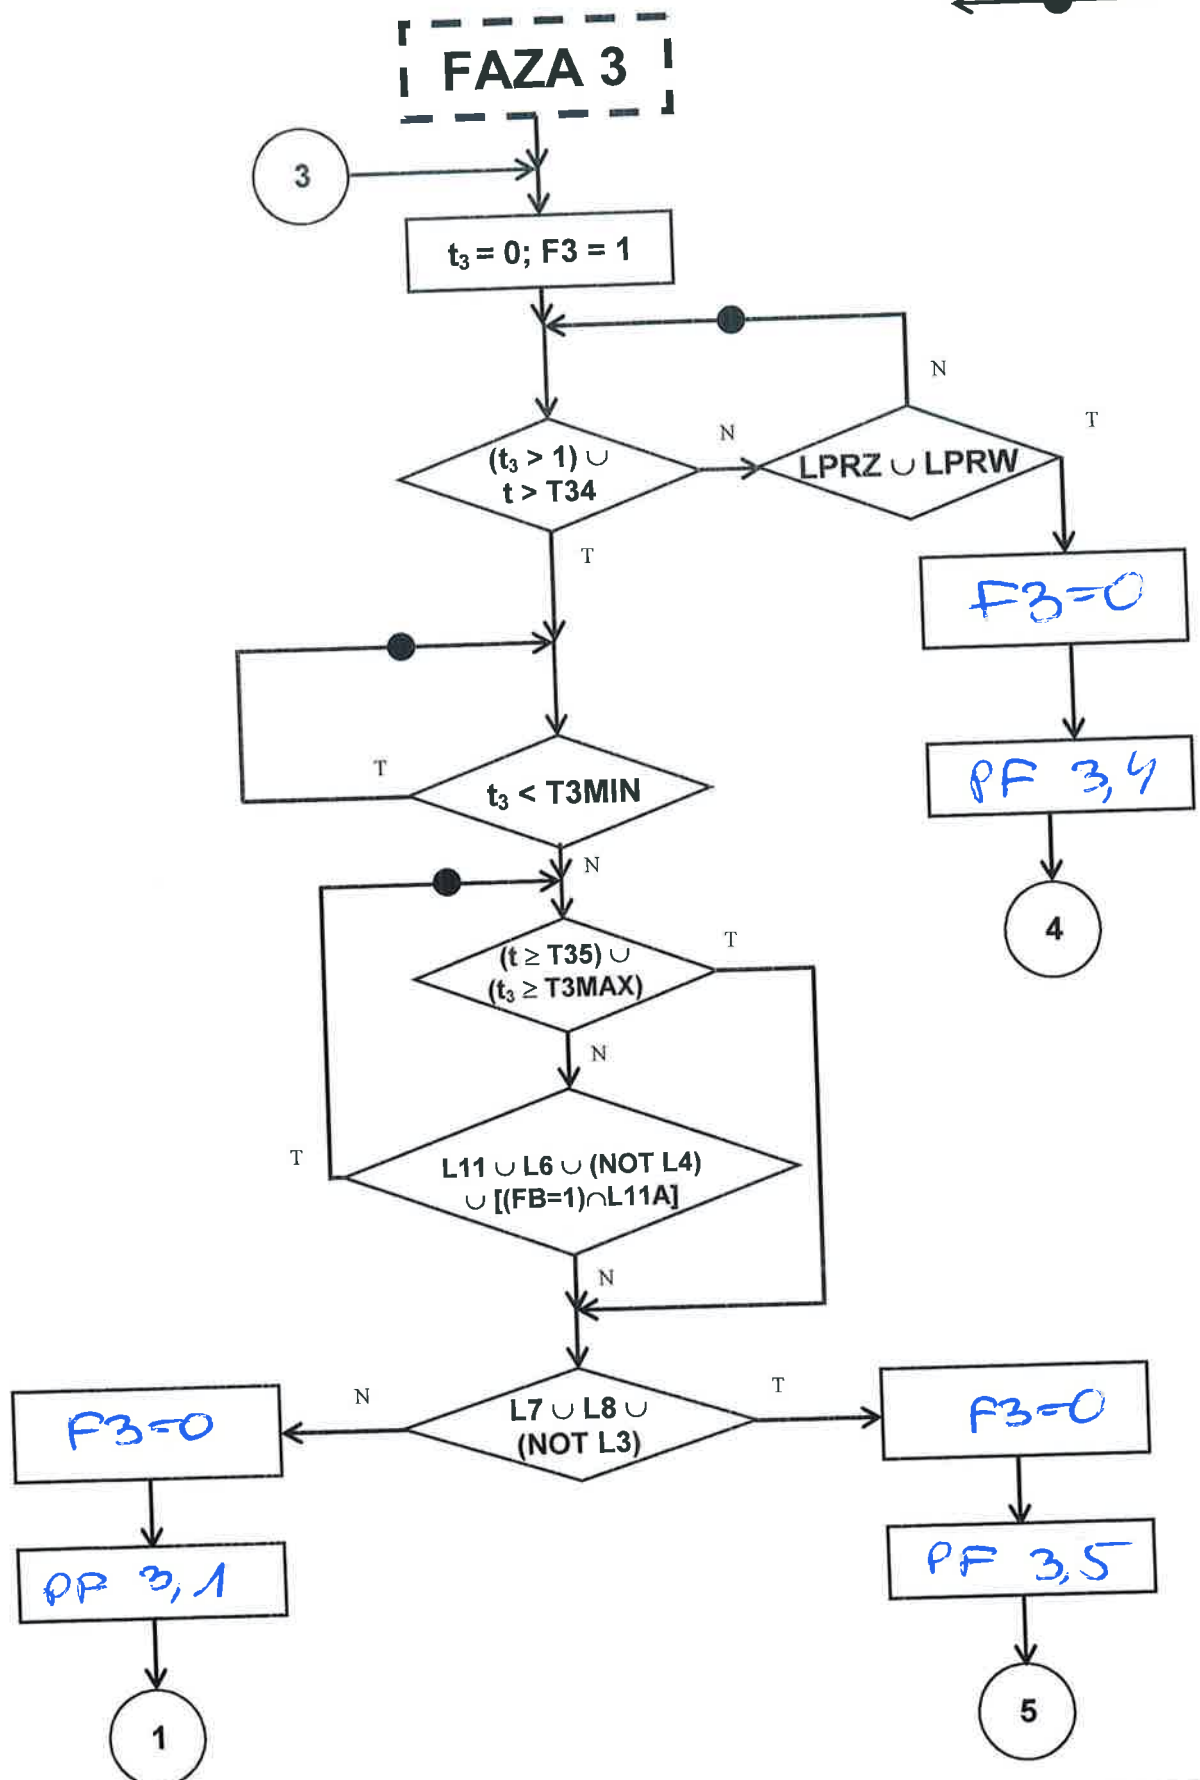 FAZA 3
3
t₃ = 0; F3 = 1
N
(t₃ > 1) ∪
t > T34
N
LPRZ ∪ LPRW
T
T
F3=0
T
t₃ < T3MIN
PF 3,4
N
(t ≥ T35) ∪
(t₃ ≥ T3MAX)
T
4
N
T
L11 ∪ L6 ∪ (NOT L4)
∪ [(FB=1)∩L11A]
N
N
L7 ∪ L8 ∪
(NOT L3)
T
F3=0
F3=0
PF 3,1
PF 3,5
1
5